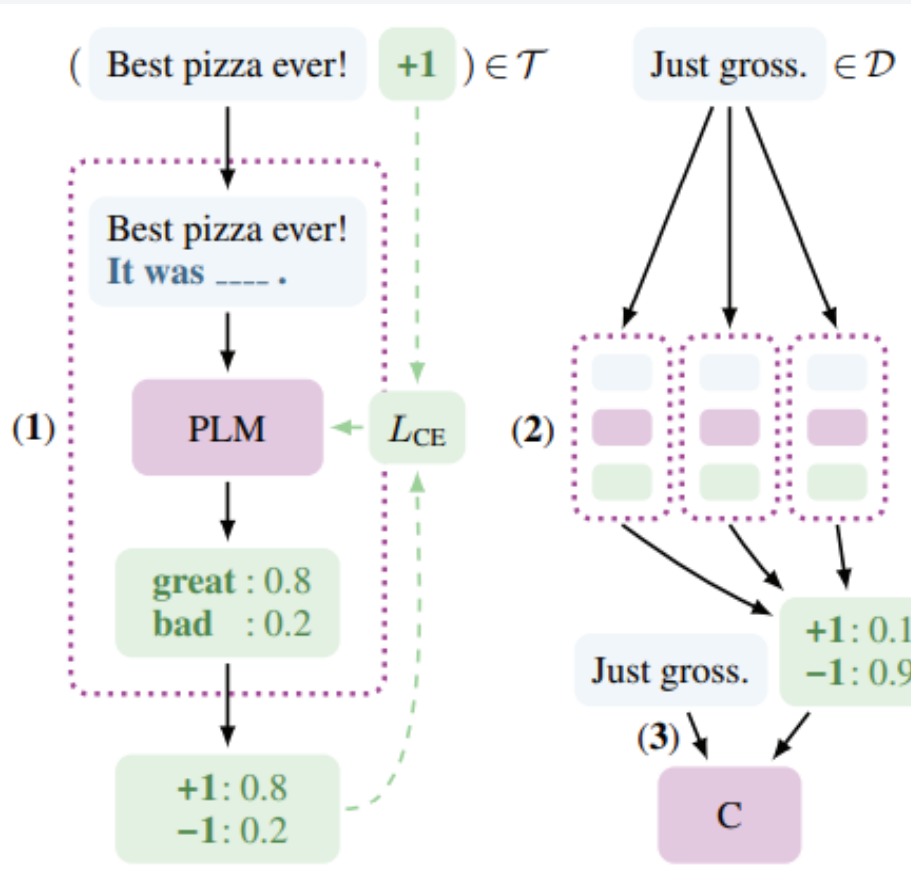 ( Best pizza ever! +1 ) ∈ 𝒯
Best pizza ever!
It was ____ .
(1)
PLM
L_CE
great : 0.8
bad : 0.2
+1: 0.8
−1: 0.2
Just gross. ∈ 𝒟
(2)
+1: 0.1
−1: 0.9
Just gross.
(3)
C